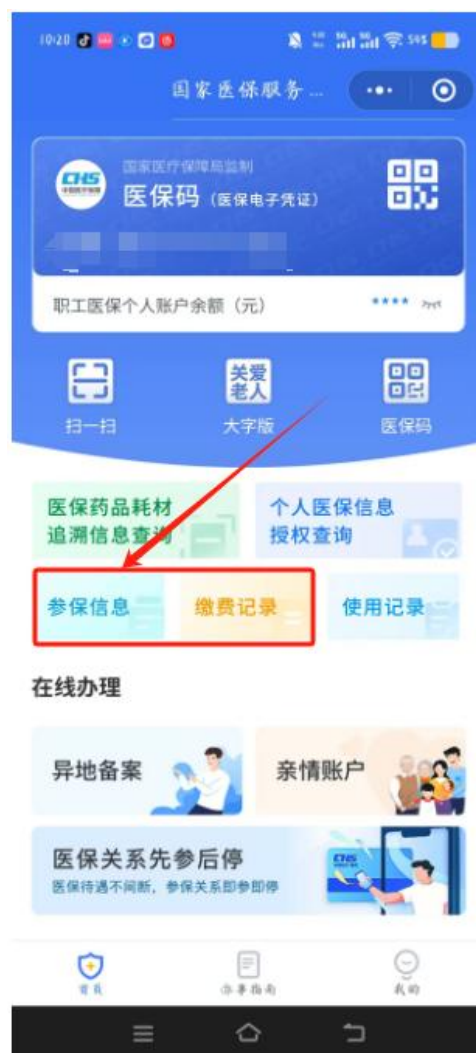 10:20
54%
国家医保服务...
CHS
国家医疗保障局监制
医保码（医保电子凭证）
职工医保个人账户余额（元）
****
扫一扫
关爱老人
大字版
医保码
医保药品耗材
追溯信息查询
个人医保信息
授权查询
参保信息
缴费记录
使用记录
在线办理
异地备案
亲情账户
医保关系先参后停
医保待遇不间断，参保关系即参即停
CHS
首页
办事指南
我的